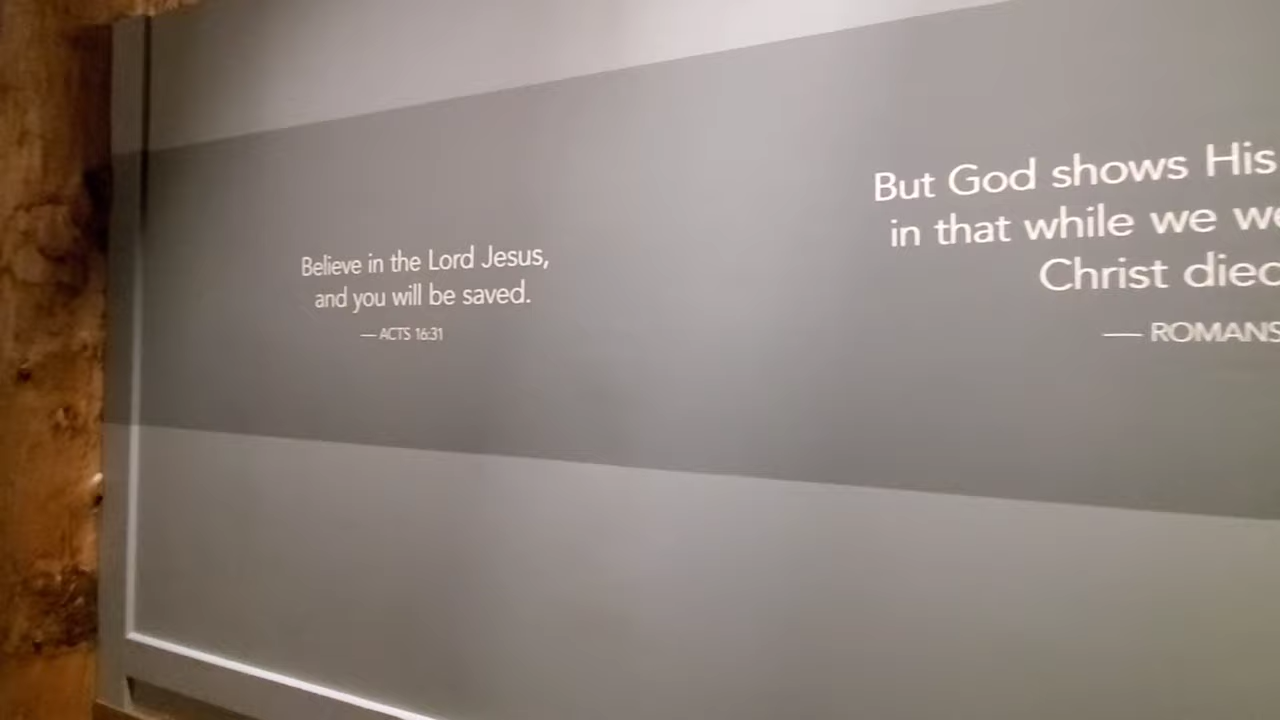 Believe in the Lord Jesus,
and you will be saved.
— ACTS 16:31
But God shows His
in that while we
Christ
— ROMANS